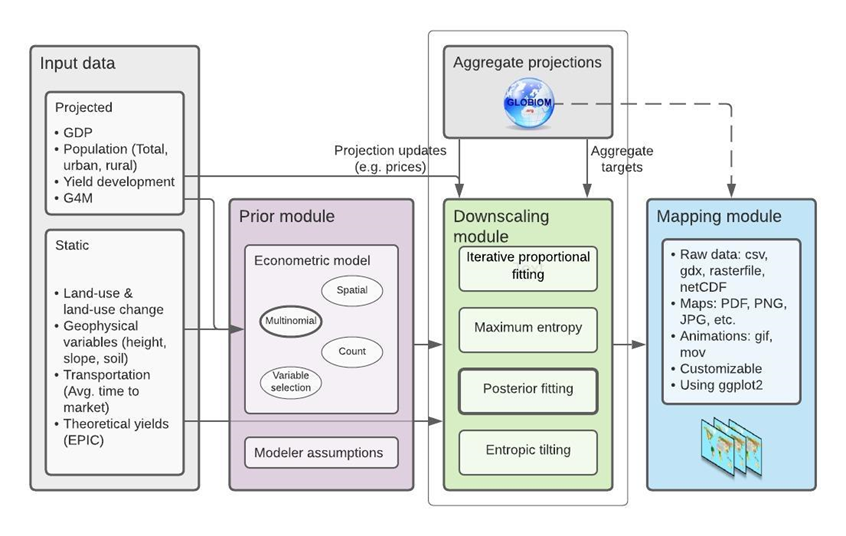 Input data
Projected
• GDP
• Population (Total,
urban, rural)
• Yield development
• G4M
Static
• Land-use &
land-use change
• Geophysical
variables (height,
slope, soil)
• Transportation
(Avg. time to
market)
• Theoretical yields
(EPIC)
Prior module
Econometric model
Spatial
Multinomial
Count
Variable
selection
Modeler assumptions
Aggregate projections
GLOBIOM
Projection updates
(e.g. prices)
Aggregate
targets
Downscaling
module
Iterative proportional
fitting
Maximum entropy
Posterior fitting
Entropic tilting
Mapping module
• Raw data: csv,
gdx, rasterfile,
netCDF
• Maps: PDF, PNG,
JPG, etc.
• Animations: gif,
mov
• Customizable
• Using ggplot2